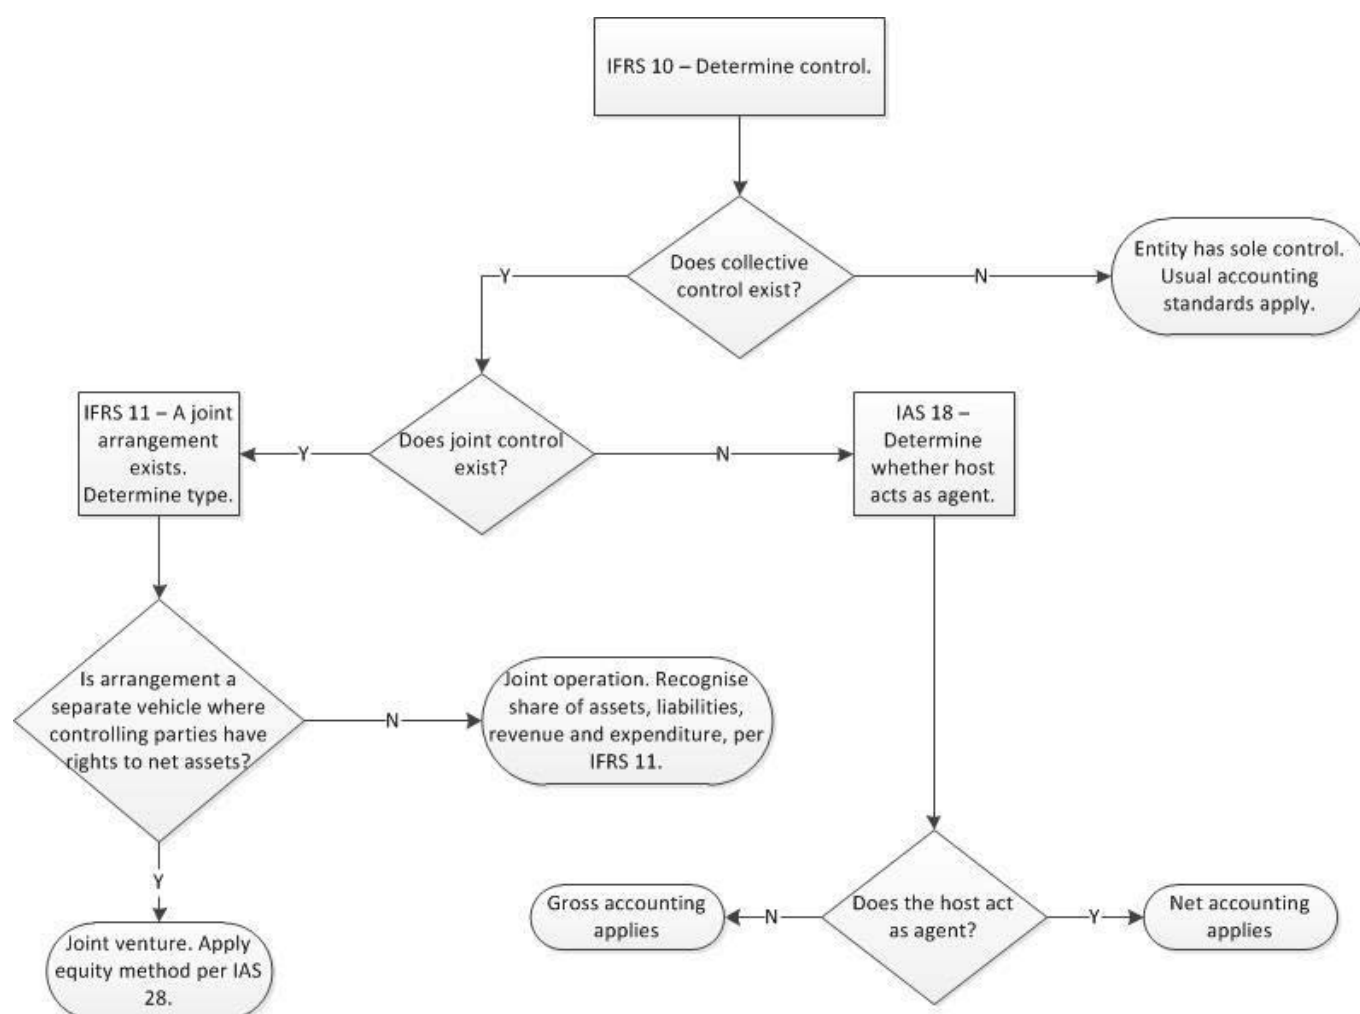 IFRS 10 – Determine control.
Does collective
control exist?
Y
N
Entity has sole control.
Usual accounting
standards apply.
IFRS 11 – A joint
arrangement
exists.
Determine type.
Y
Does joint control
exist?
N
IAS 18 –
Determine
whether host
acts as agent.
Is arrangement a
separate vehicle where
controlling parties have
rights to net assets?
N
Joint operation. Recognise
share of assets, liabilities,
revenue and expenditure, per
IFRS 11.
Y
Joint venture. Apply
equity method per IAS
28.
Gross accounting
applies
N
Does the host act
as agent?
Y
Net accounting
applies